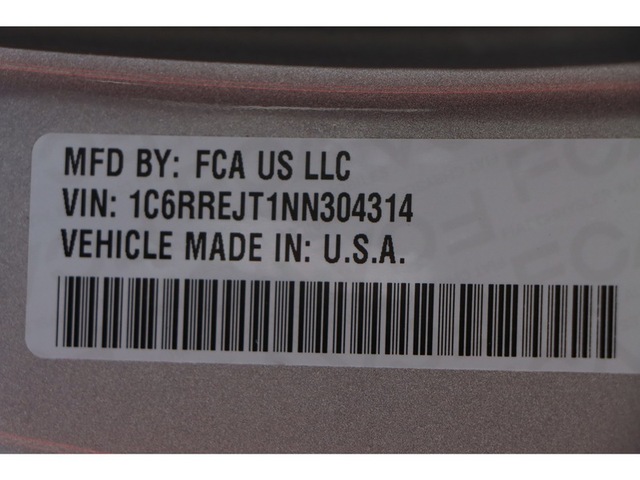 MFD BY: FCA US LLC
VIN: 1C6RREJT1NN304314
VEHICLE MADE IN: U.S.A.